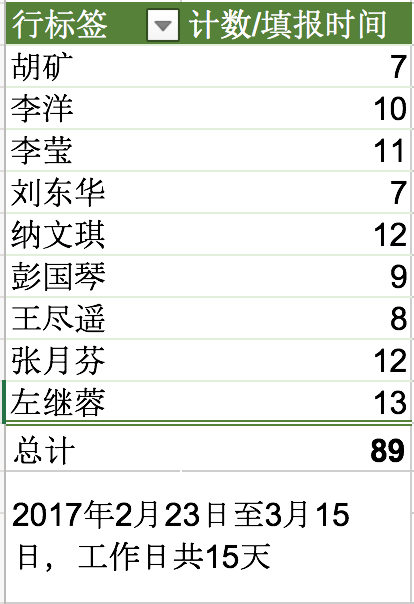 行标签 计数/填报时间
胡矿 7
李洋 10
李莹 11
刘东华 7
纳文琪 12
彭国琴 9
王尽遥 8
张月芬 12
左继蓉 13
总计 89
2017年2月23日至3月15
日，工作日共15天